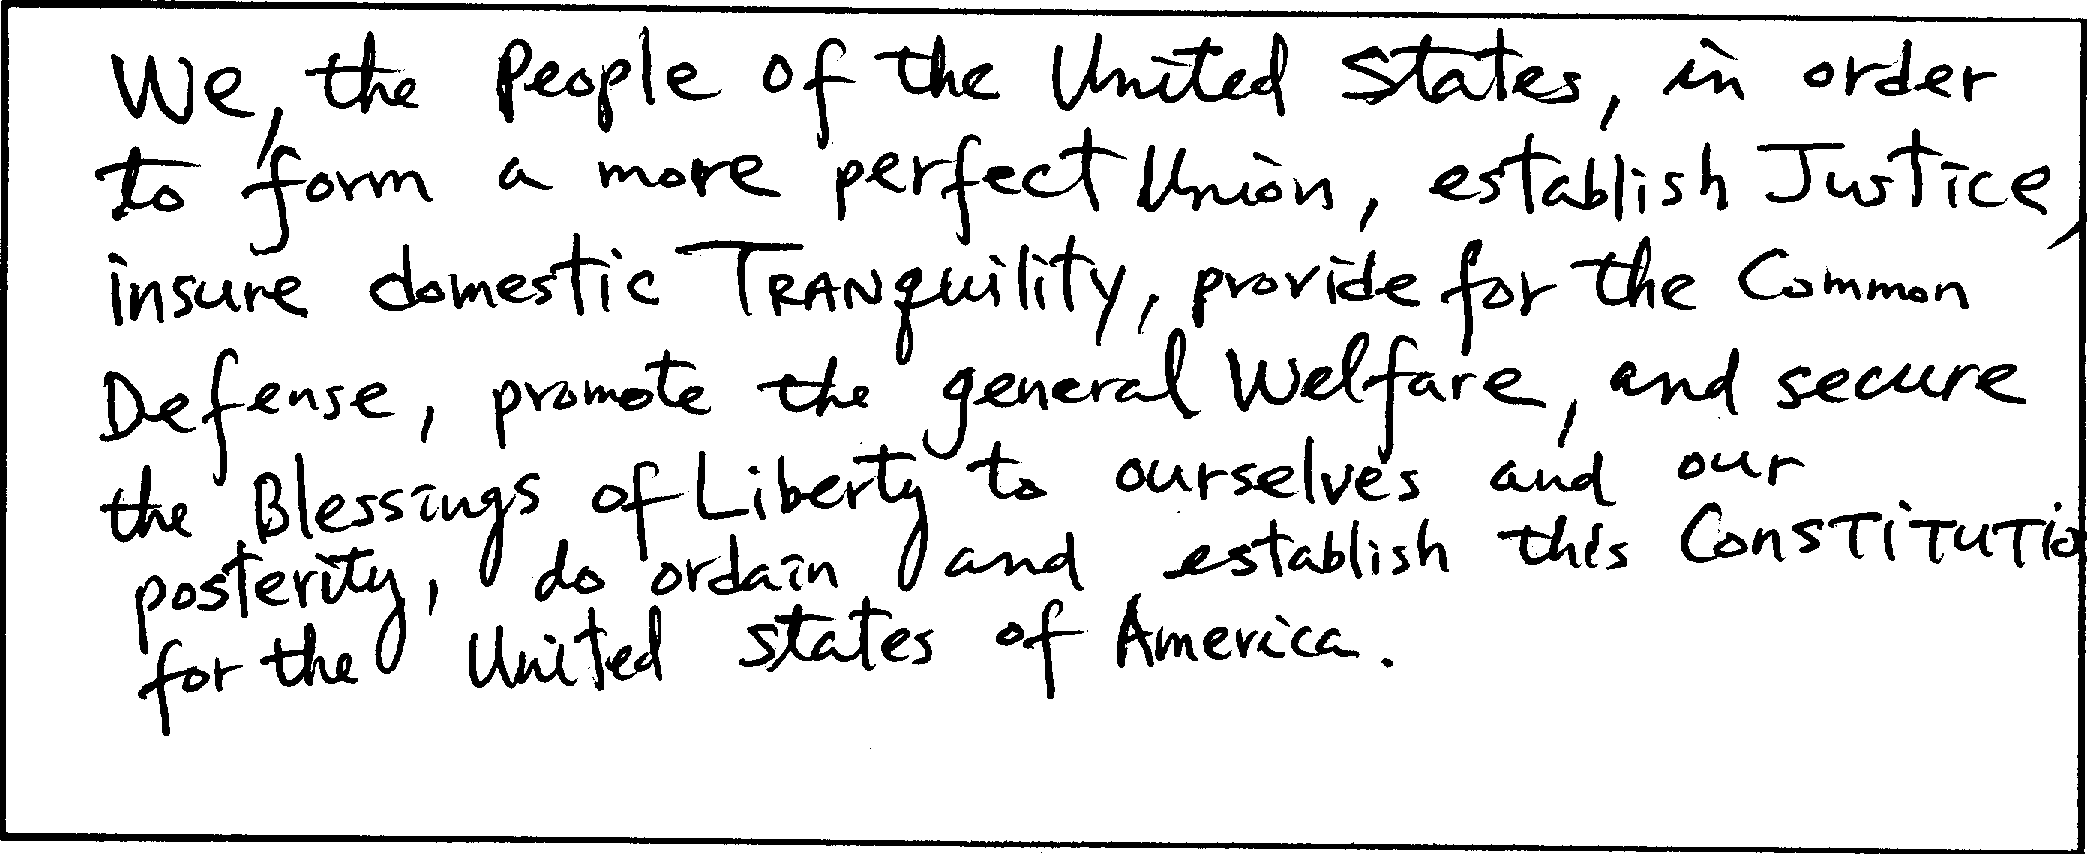 We, the People of the United States, in order
to form a more perfect Union, establish Justice,
insure domestic TRANquility, provide for the Common
Defense, promote the general Welfare, and secure
the Blessings of Liberty to ourselves and our
posterity, do ordain and establish this CONSTITUTIO
for the United States of America.